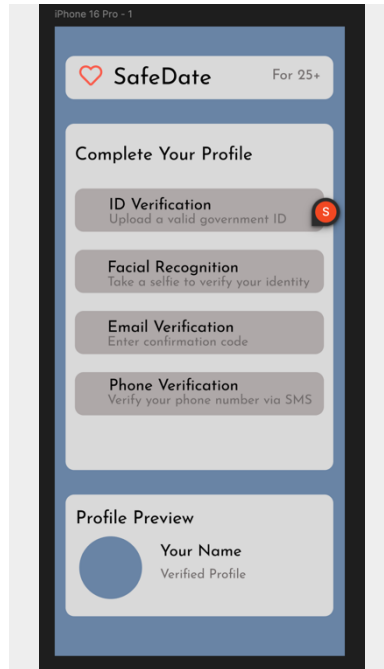 iPhone 16 Pro - 1
SafeDate
For 25+
Complete Your Profile
ID Verification
Upload a valid government ID
S
Facial Recognition
Take a selfie to verify your identity
Email Verification
Enter confirmation code
Phone Verification
Verify your phone number via SMS
Profile Preview
Your Name
Verified Profile